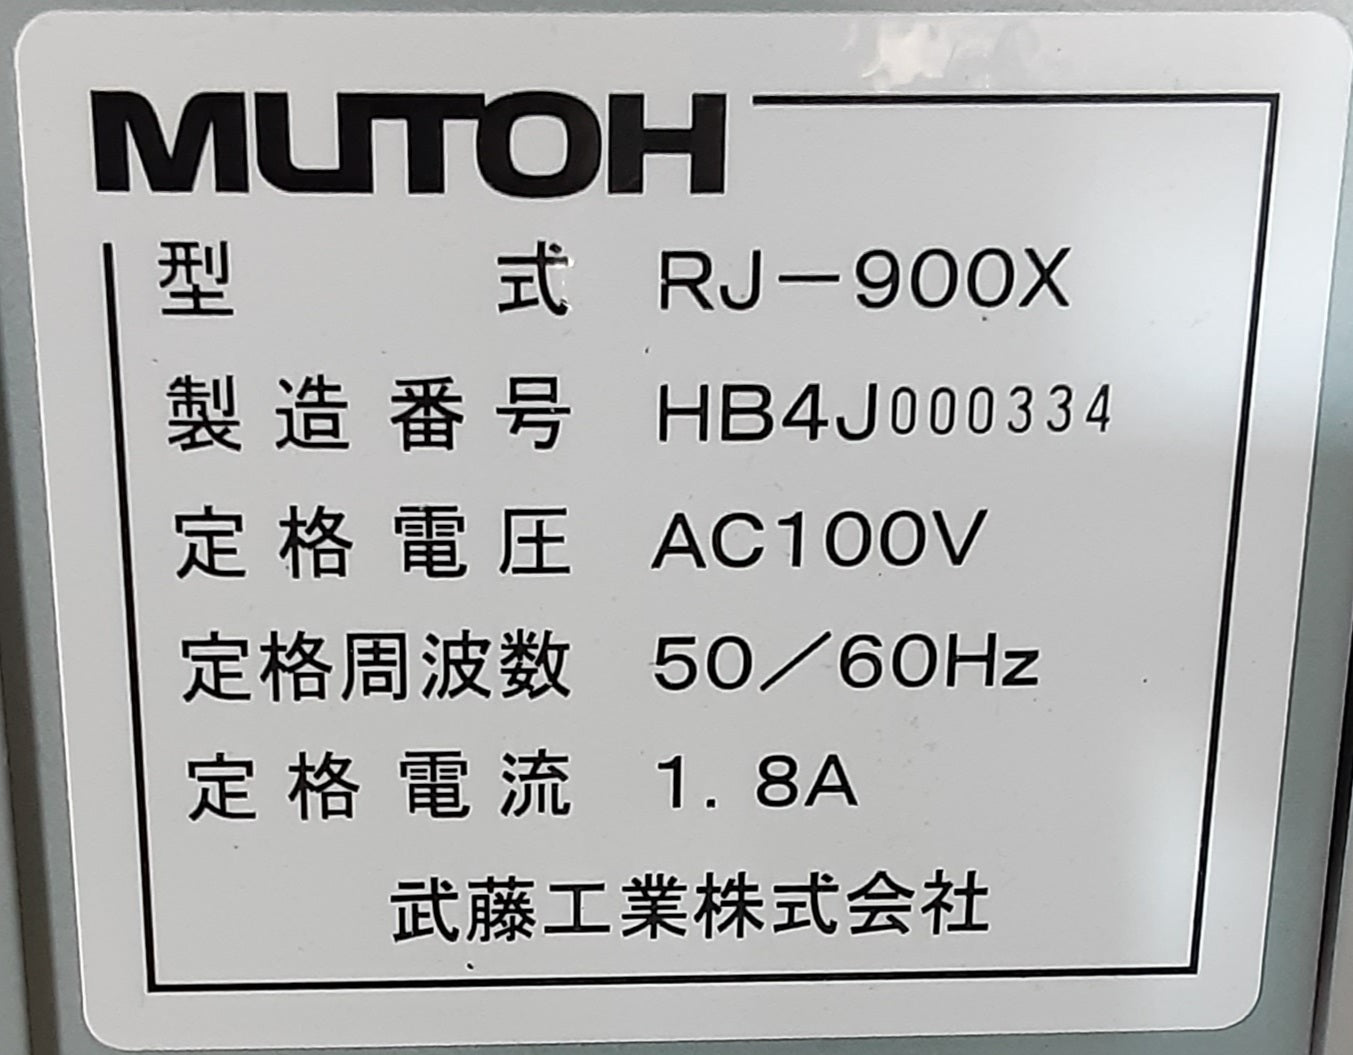 MUTOH
型式 RJ-900X
製造番号 HB4J000334
定格電圧 AC100V
定格周波数 50/60Hz
定格電流 1.8A
武藤工業株式会社